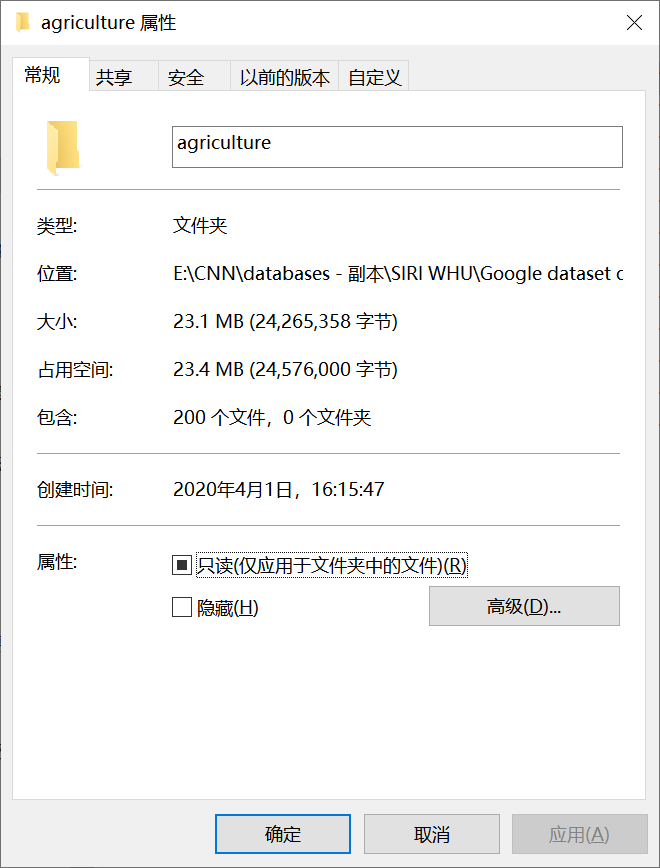 agriculture 属性
常规 共享 安全 以前的版本 自定义
agriculture
类型: 文件夹
位置: E:\CNN\databases - 副本\SIRI WHU\Google dataset c
大小: 23.1 MB (24,265,358 字节)
占用空间: 23.4 MB (24,576,000 字节)
包含: 200 个文件，0 个文件夹
创建时间: 2020年4月1日，16:15:47
属性: 只读(仅应用于文件夹中的文件)(R)
隐藏(H) 高级(D)...
确定 取消 应用(A)